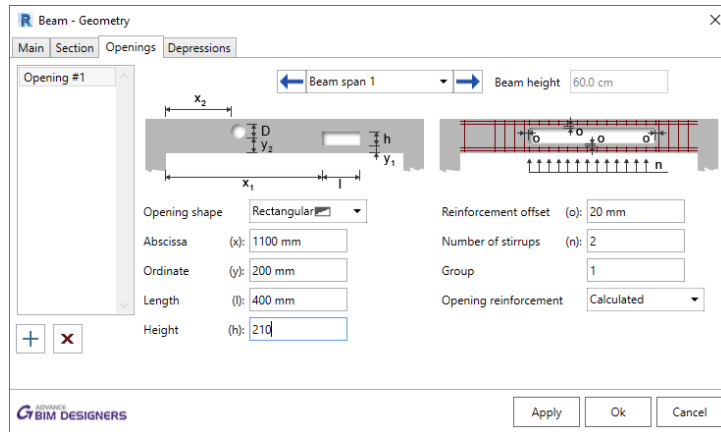 R Beam - Geometry
Main Section Openings Depressions
Opening #1
Beam span 1
Beam height 60.0 cm
x2
D
y2
h
y1
x1
l
o
o o o
n
Opening shape Rectangular
Reinforcement offset (o): 20 mm
Abscissa (x): 1100 mm
Number of stirrups (n): 2
Ordinate (y): 200 mm
Group 1
Length (l): 400 mm
Opening reinforcement Calculated
Height (h): 210
ADVANCE
BIM DESIGNERS
Apply Ok Cancel